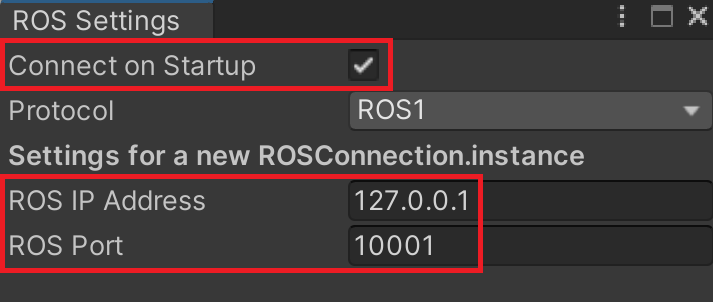 ROS Settings
Connect on Startup
Protocol ROS1
Settings for a new ROSConnection.instance
ROS IP Address 127.0.0.1
ROS Port 10001